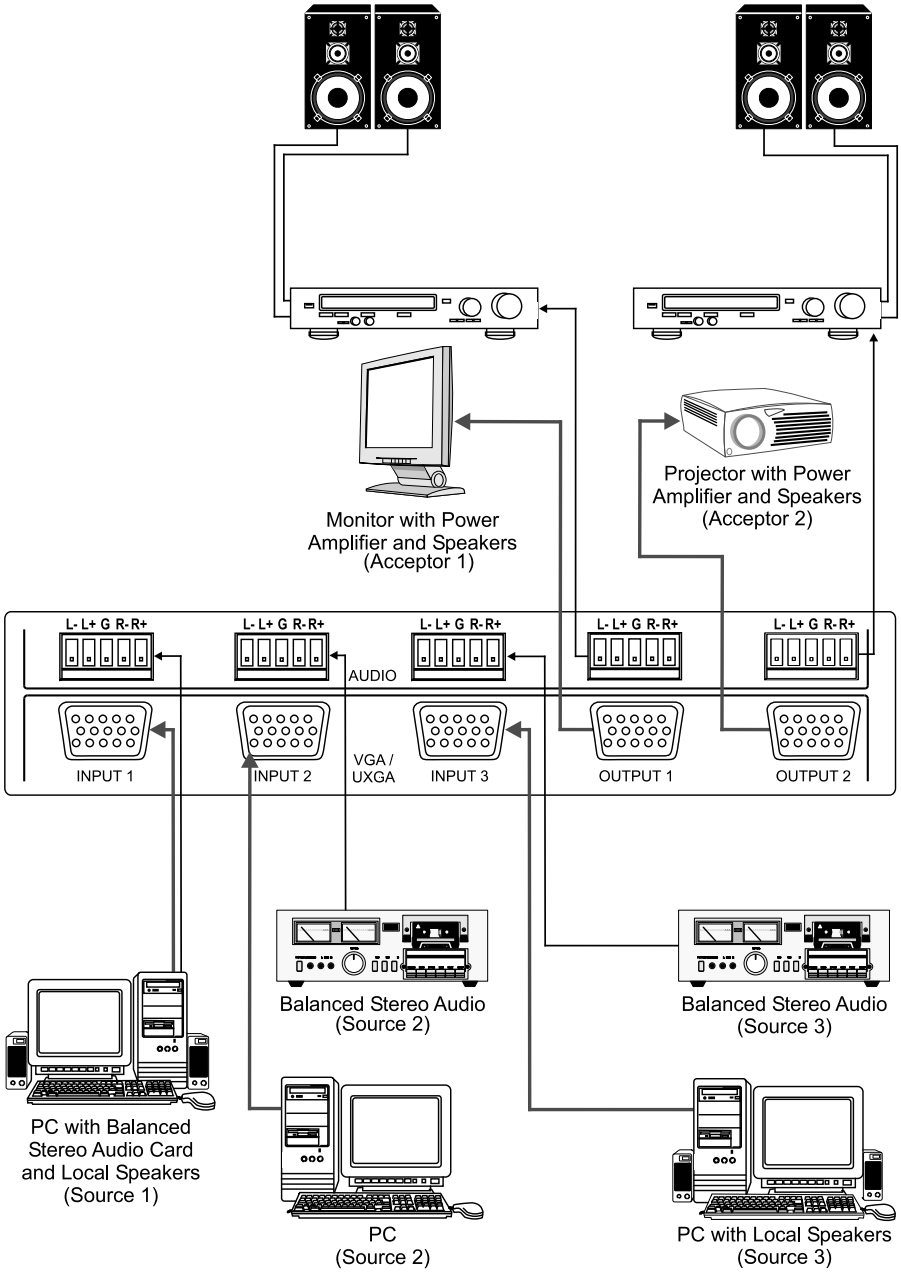 Monitor with Power
Amplifier and Speakers
(Acceptor 1)
Projector with Power
Amplifier and Speakers
(Acceptor 2)
L- L+ G R- R+
L- L+ G R- R+
L- L+ G R- R+
L- L+ G R- R+
L- L+ G R- R+
AUDIO
VGA /
UXGA
INPUT 1
INPUT 2
INPUT 3
OUTPUT 1
OUTPUT 2
Balanced Stereo Audio
(Source 2)
Balanced Stereo Audio
(Source 3)
PC with Balanced
Stereo Audio Card
and Local Speakers
(Source 1)
PC
(Source 2)
PC with Local Speakers
(Source 3)